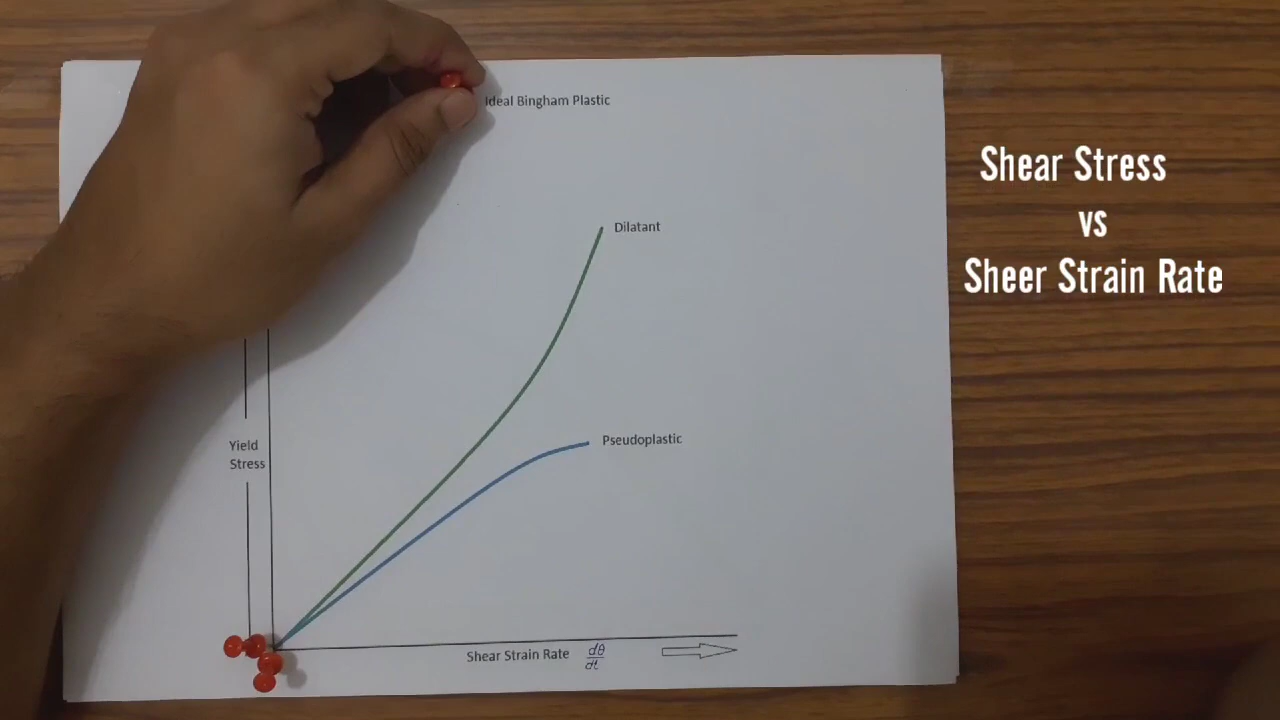 Ideal Bingham Plastic
Shear Stress
vs
Sheer Strain Rate
Dilatant
Pseudoplastic
Yield
Stress
Shear Strain Rate
dθ
dt